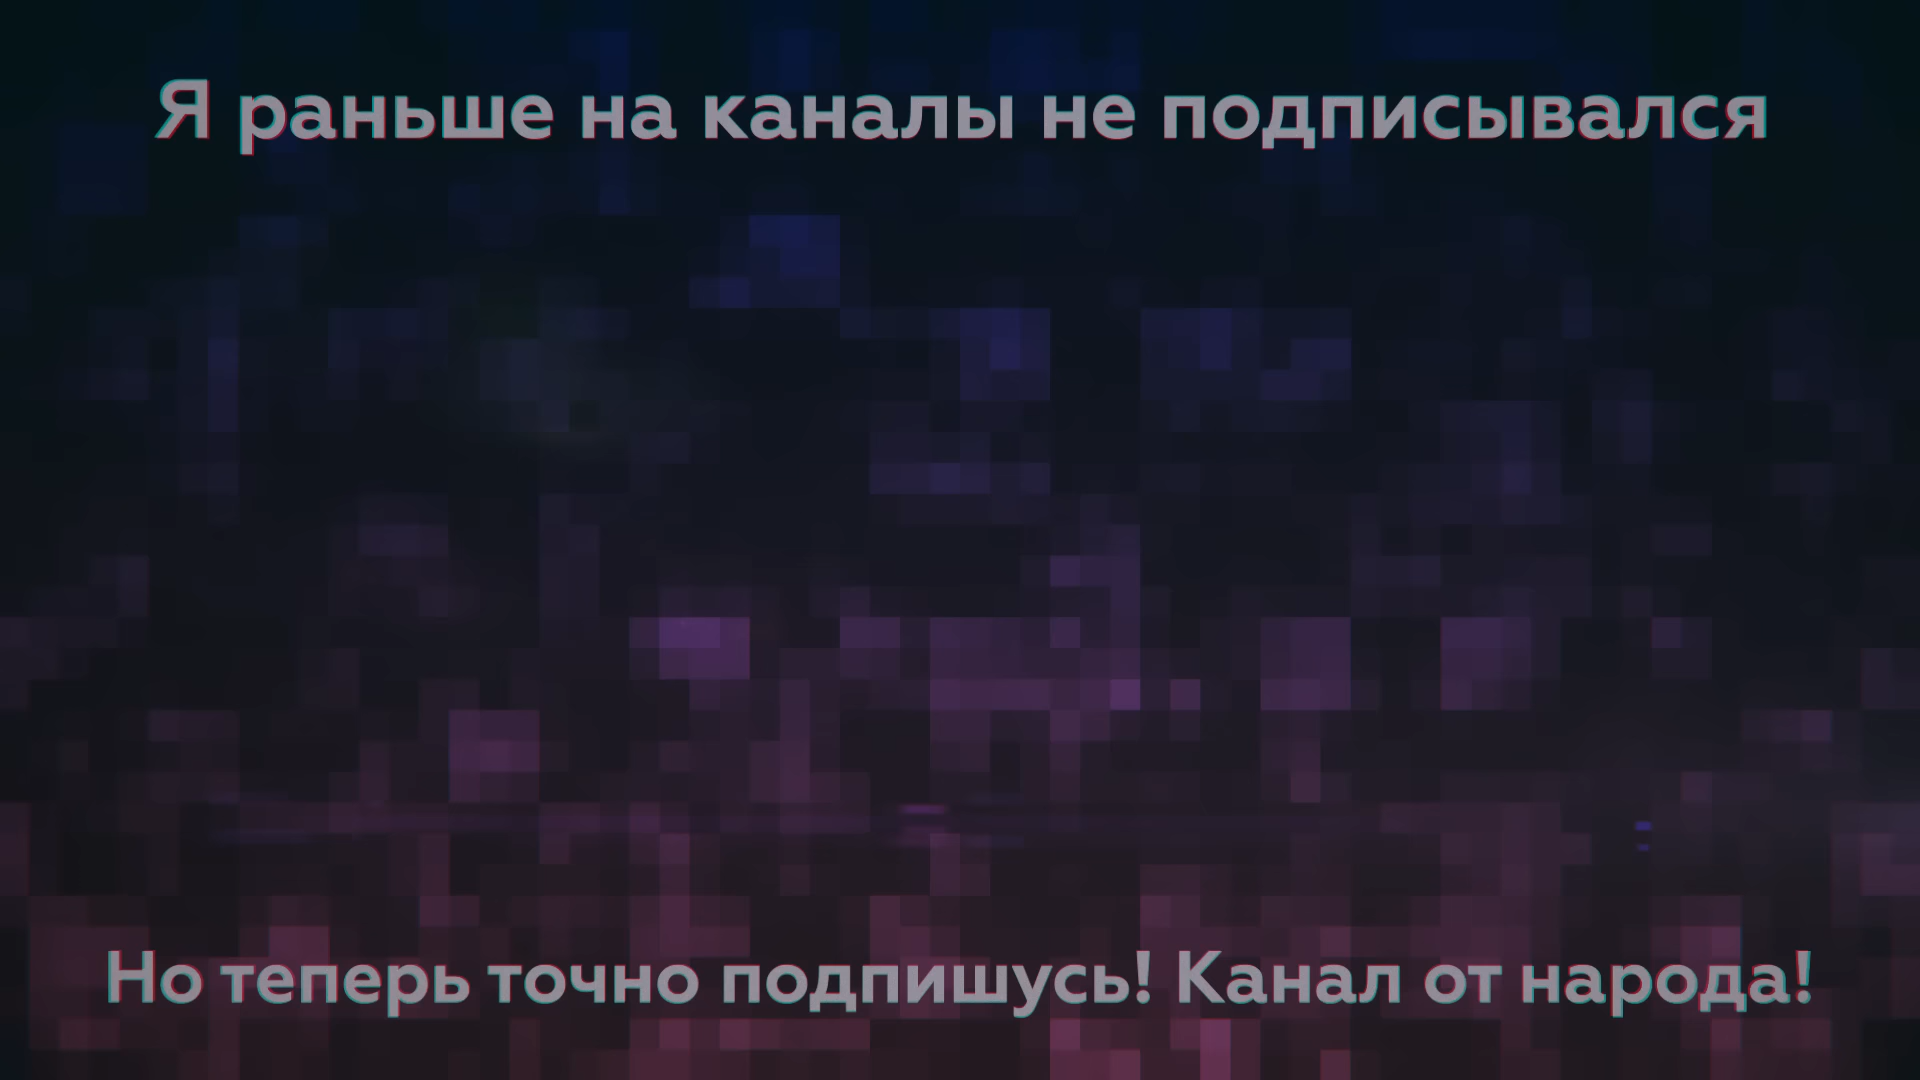 Я раньше на каналы не подписывался
Но теперь точно подпишусь! Канал от народа!